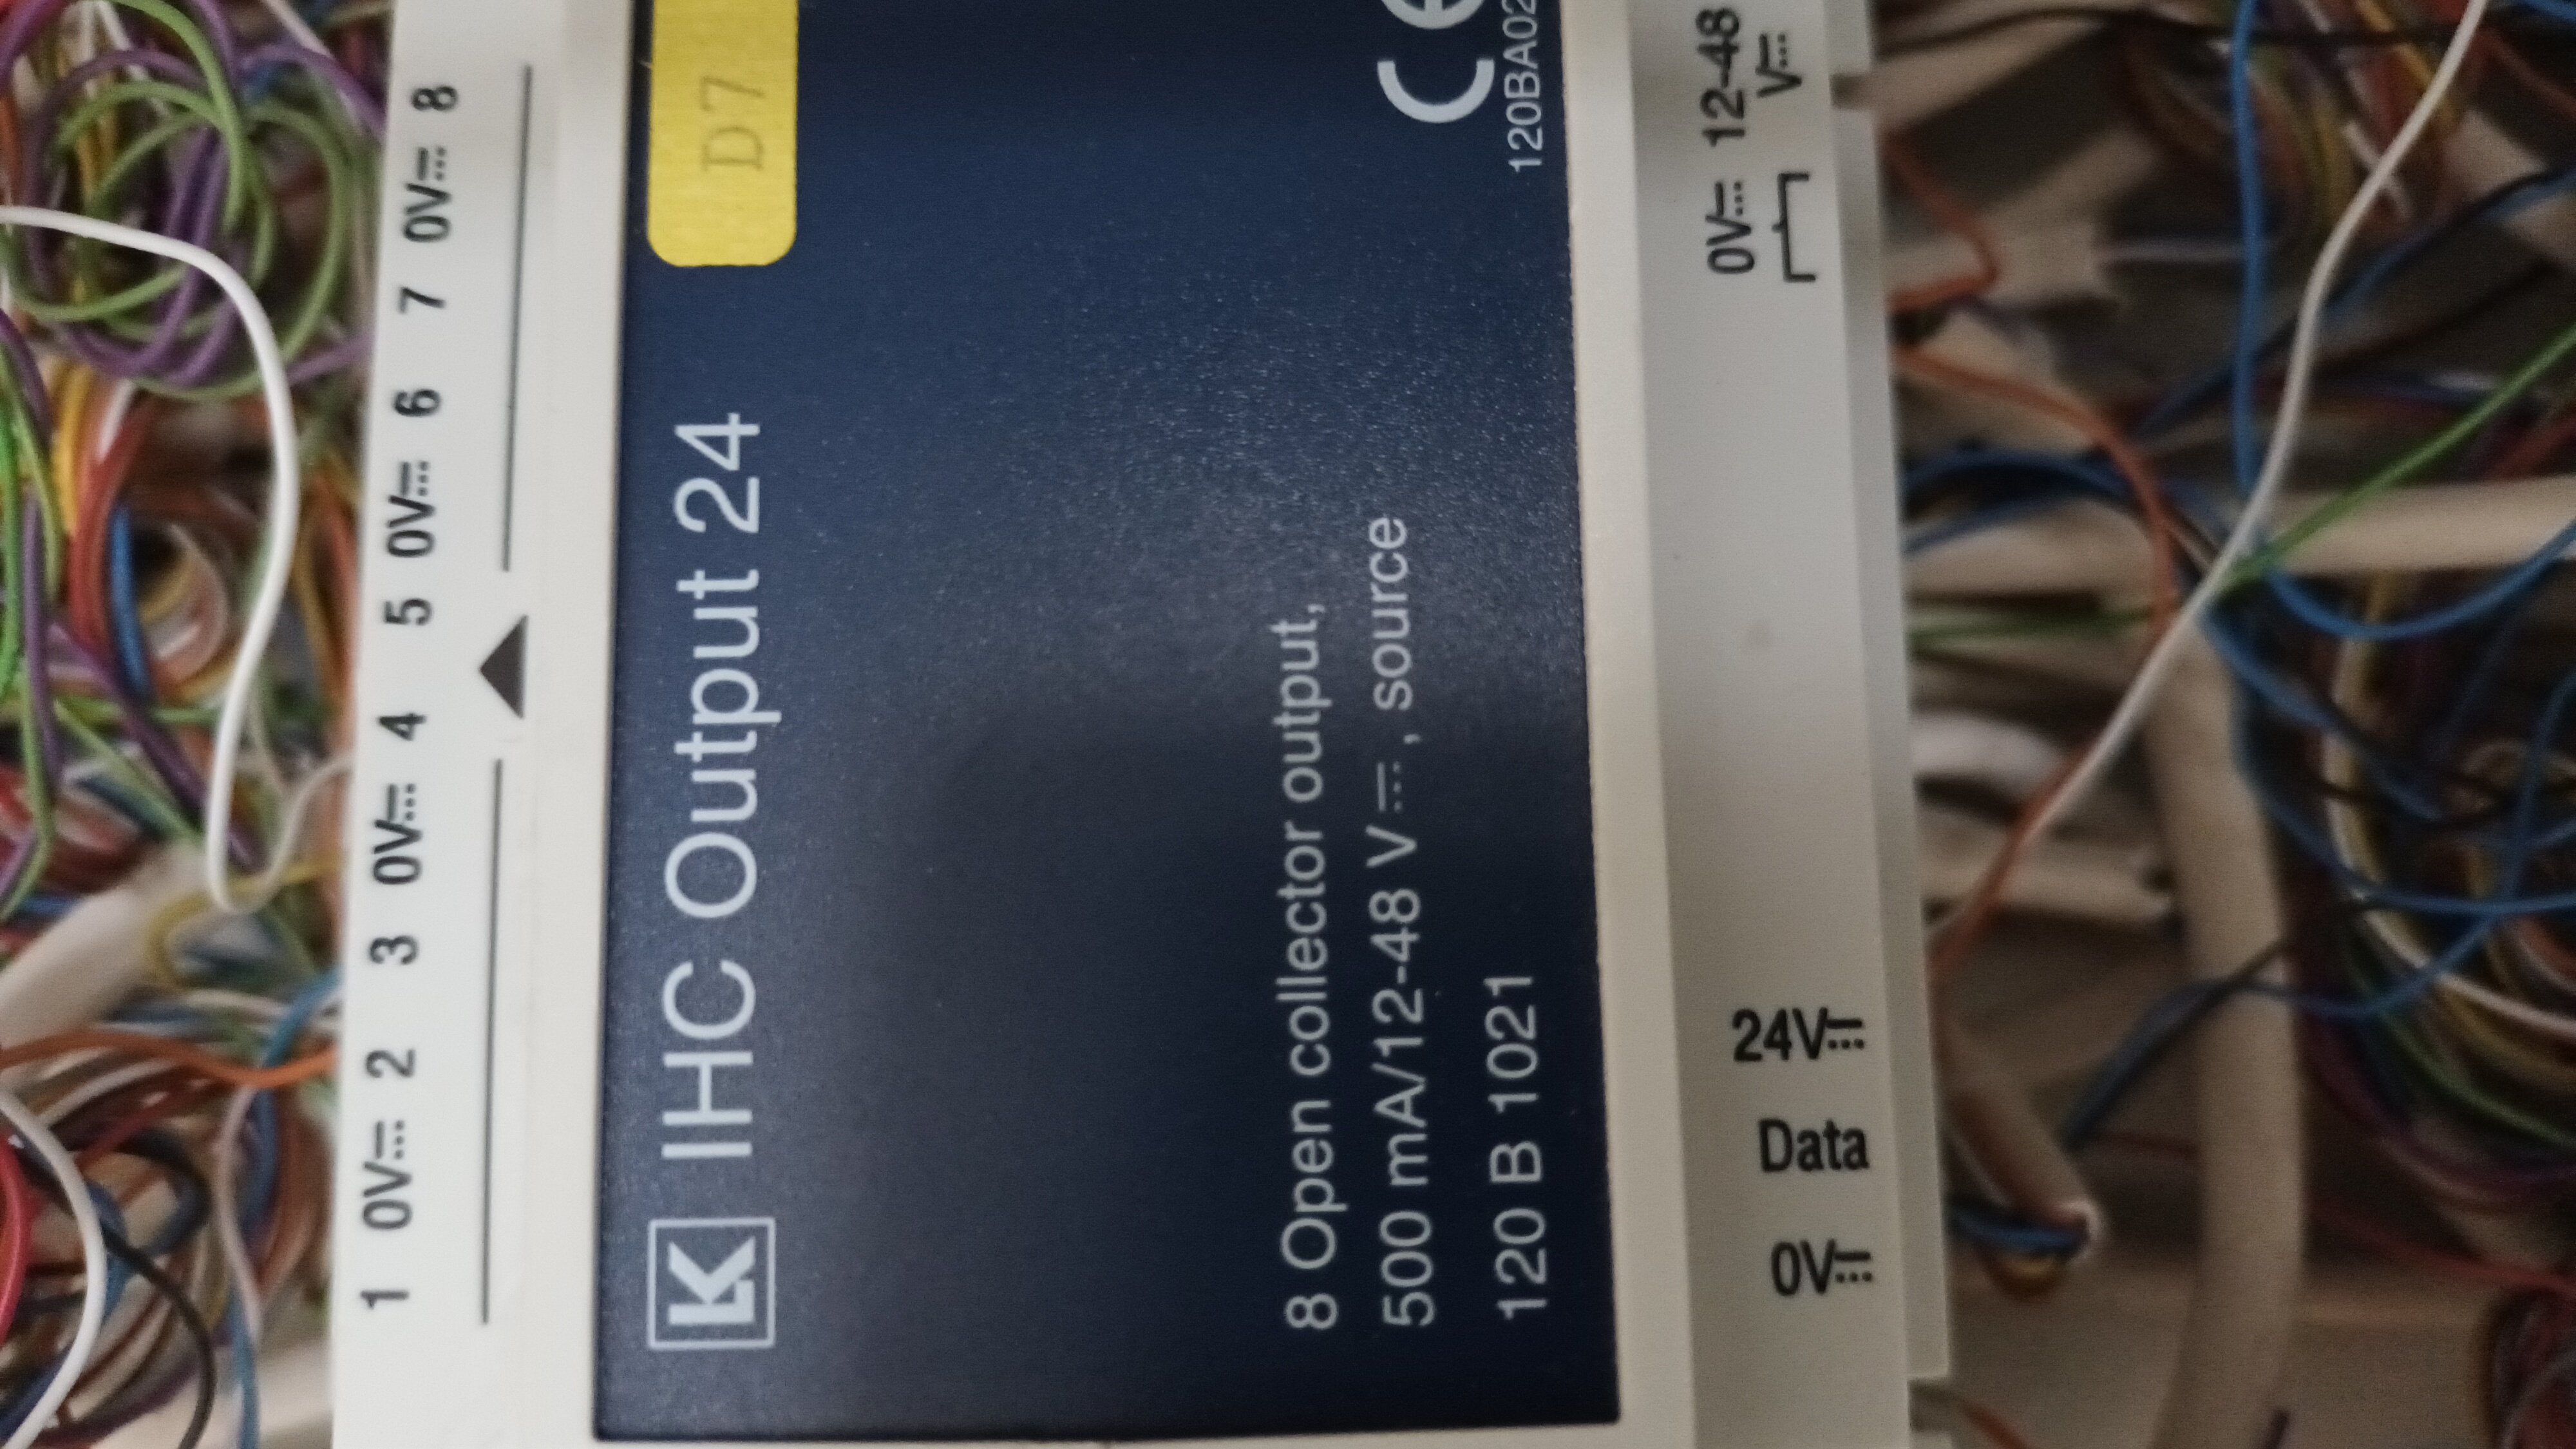 1 0V⎓ 2 3 0V⎓ 4 5 0V⎓ 6 7 0V⎓ 8
LK IHC Output 24
D7
8 Open collector output,
500 mA/12-48 V⎓, source
120 B 1021
CE
120BA02
0V⎓
Data
24V⎓
0V⎓
12-48
V⎓